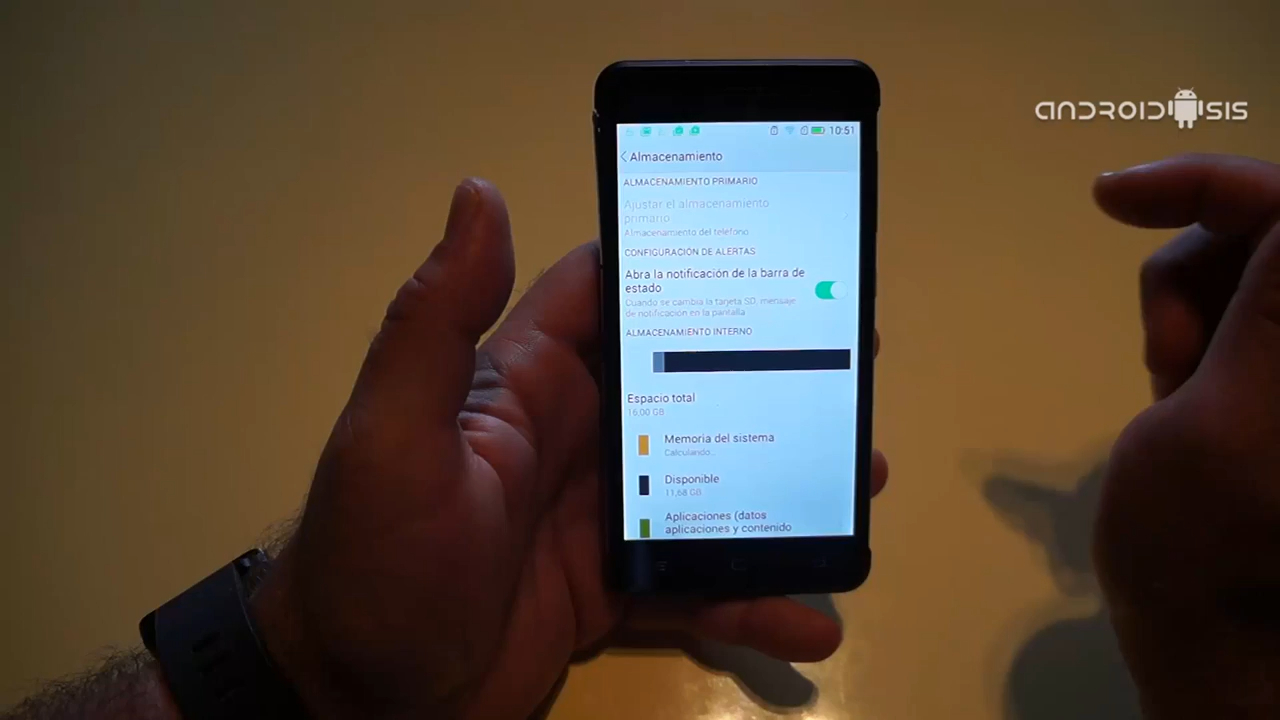 ANDROIDSIS
10:51
Almacenamiento
ALMACENAMIENTO PRIMARIO
Ajustar el almacenamiento
primario
Almacenamiento del teléfono
CONFIGURACIÓN DE ALERTAS
Abra la notificación de la barra de
estado
Cuando se cambia la tarjeta SD, mensaje
de notificación en la pantalla
ALMACENAMIENTO INTERNO
Espacio total
16,00 GB
Memoria del sistema
Calculando...
Disponible
11,68 GB
Aplicaciones (datos
aplicaciones y contenido